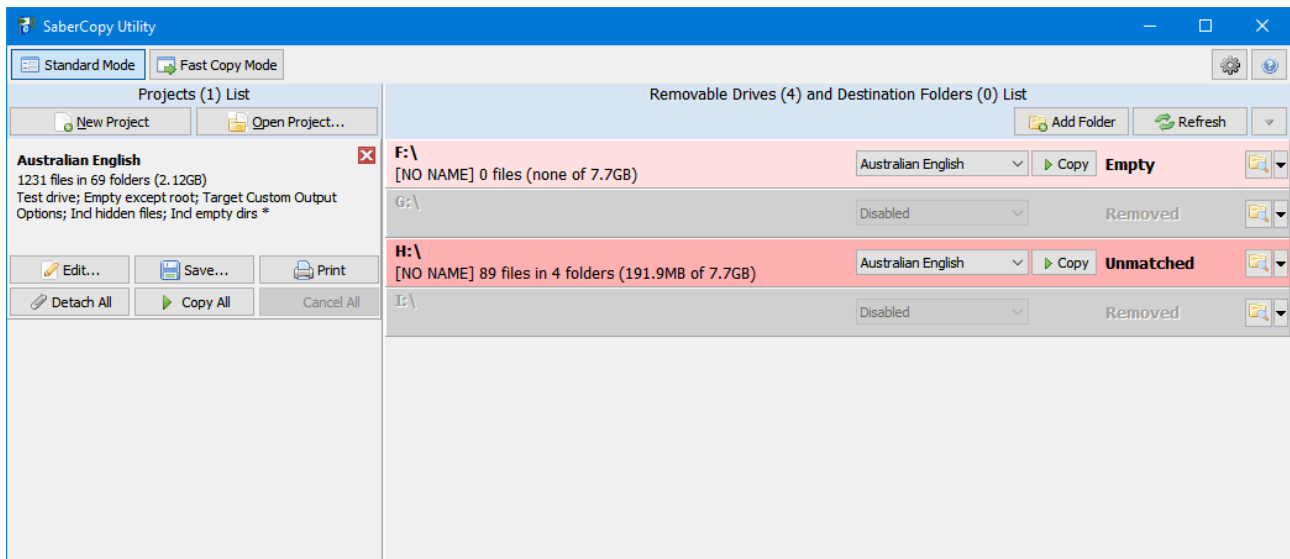 SaberCopy Utility
Standard Mode Fast Copy Mode
Projects (1) List
New Project Open Project...
Australian English
1231 files in 69 folders (2.12GB)
Test drive; Empty except root; Target Custom Output
Options; Incl hidden files; Incl empty dirs *
Edit... Save... Print
Detach All Copy All Cancel All
Removable Drives (4) and Destination Folders (0) List
Add Folder Refresh
F:\
[NO NAME] 0 files (none of 7.7GB)
Australian English Copy Empty
G:\
Disabled Removed
H:\
[NO NAME] 89 files in 4 folders (191.9MB of 7.7GB)
Australian English Copy Unmatched
I:\
Disabled Removed